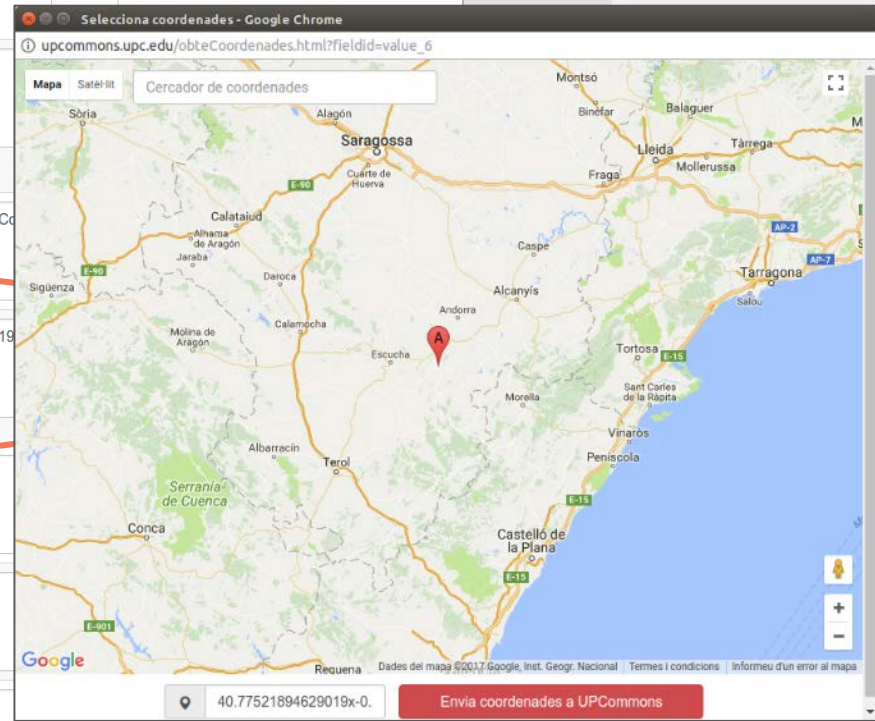 Selecciona coordenades - Google Chrome
upcommons.upc.edu/obteCoordenades.html?fieldid=value_6
Mapa
Satèl·lit
Cercador de coordenades
Montsó
Sòria
Alagón
Binéfar
Balaguer
M
Saragossa
Lleida
Tàrrega
Mollerussa
Cuarte de
Huerva
Fraga
E-90
Co
Calataiud
Alhama
de Aragón
AP-2
Jaraba
Caspe
E-90
Daroca
AP-7
S
Sigüenza
Alcanyís
Tarragona
Salou
Andorra
19
Molina de
Aragón
Calamocha
A
Escucha
Tortosa
E-15
Morella
Sant Carles
de la Ràpita
Vinaròs
Albarracín
Terol
Peníscola
Serranía
de Cuenca
E-15
Conca
Castelló de
la Plana
E-15
E-901
+
−
Google
Requena
Dades del mapa ©2017 Google, Inst. Geogr. Nacional
Termes i condicions
Informeu d'un error al mapa
40.77521894629019x-0.
Envia coordenades a UPCommons